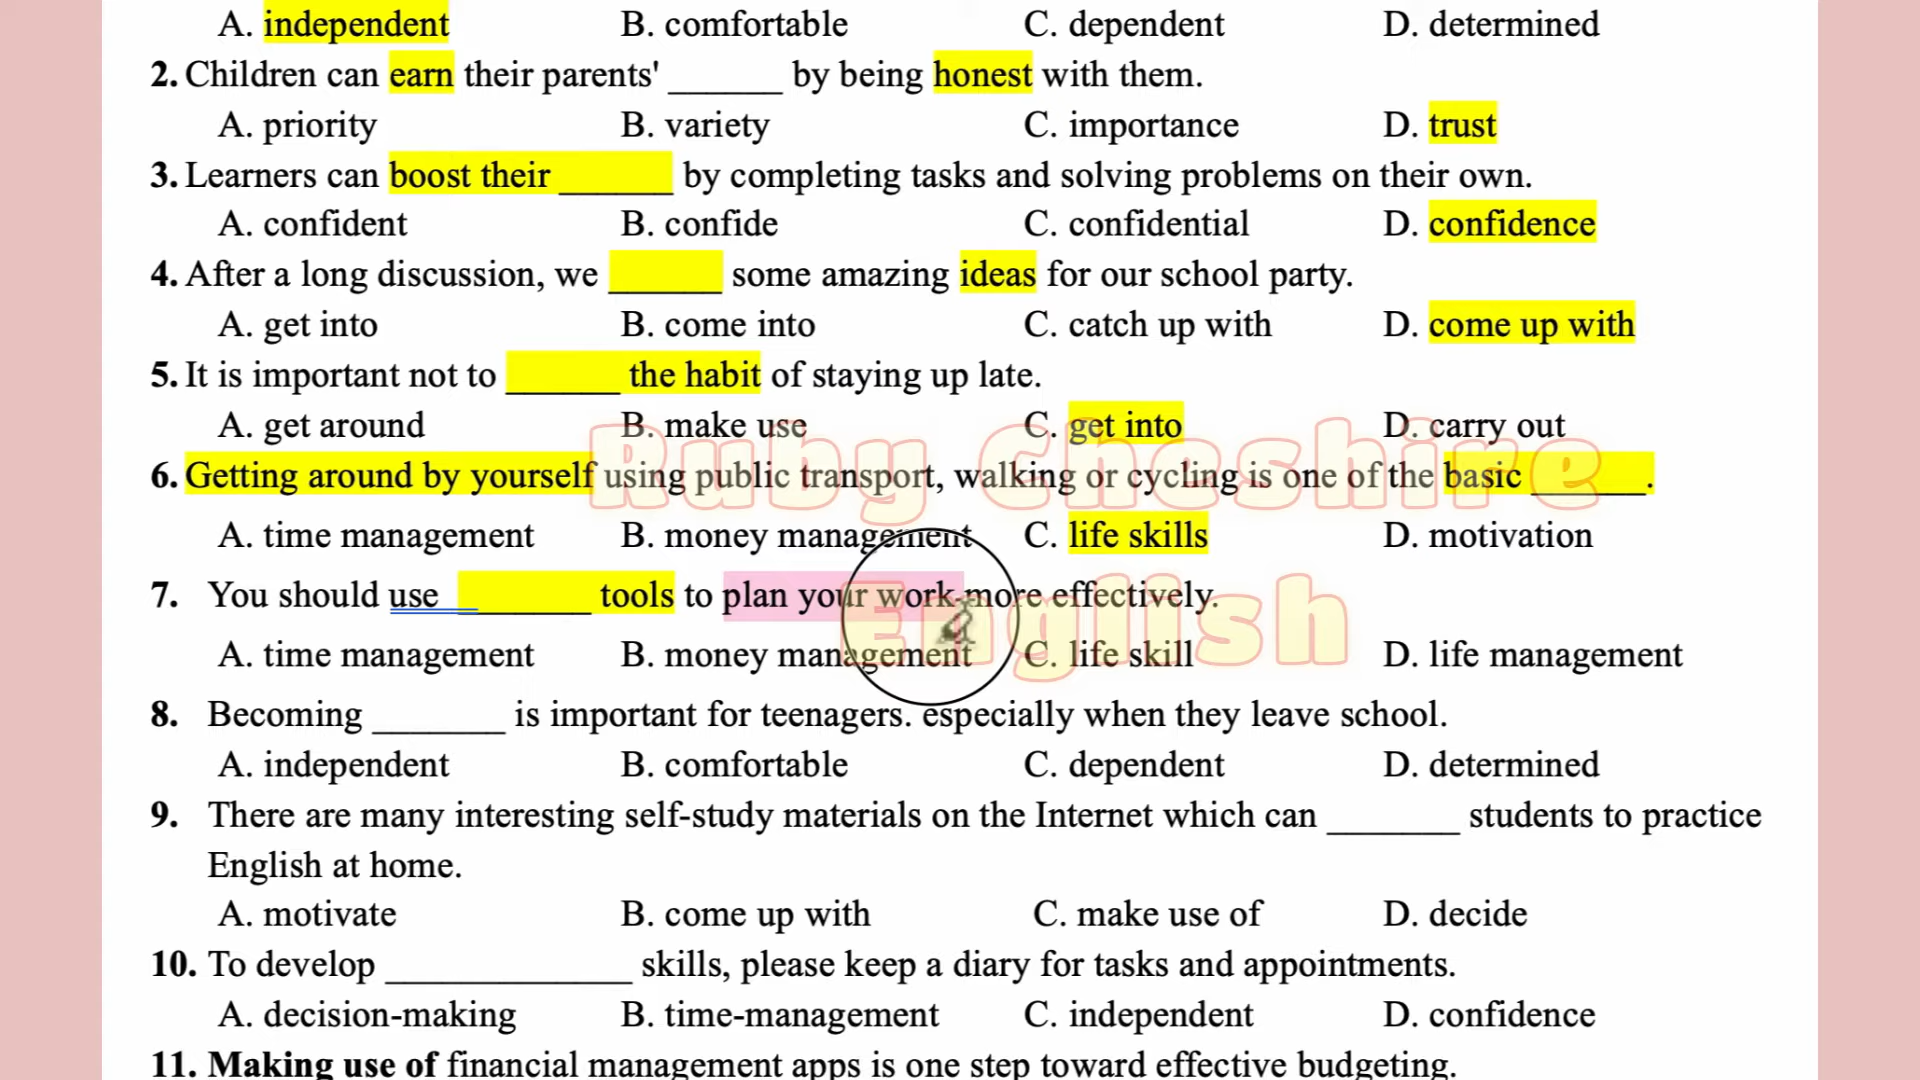 A. independent B. comfortable C. dependent D. determined
2. Children can earn their parents' ______ by being honest with them.
A. priority B. variety C. importance D. trust
3. Learners can boost their ______ by completing tasks and solving problems on their own.
A. confident B. confide C. confidential D. confidence
4. After a long discussion, we ______ some amazing ideas for our school party.
A. get into B. come into C. catch up with D. come up with
5. It is important not to ______ the habit of staying up late.
A. get around B. make use C. get into D. carry out
Ruby Cheshire
6. Getting around by yourself using public transport, walking or cycling is one of the basic ______.
A. time management B. money management C. life skills D. motivation
7. You should use _______ tools to plan your work more effectively.
English
A. time management B. money management C. life skill D. life management
8. Becoming _______ is important for teenagers. especially when they leave school.
A. independent B. comfortable C. dependent D. determined
9. There are many interesting self-study materials on the Internet which can _______ students to practice
English at home.
A. motivate B. come up with C. make use of D. decide
10. To develop _____________ skills, please keep a diary for tasks and appointments.
A. decision-making B. time-management C. independent D. confidence
11. Making use of financial management apps is one step toward effective budgeting.